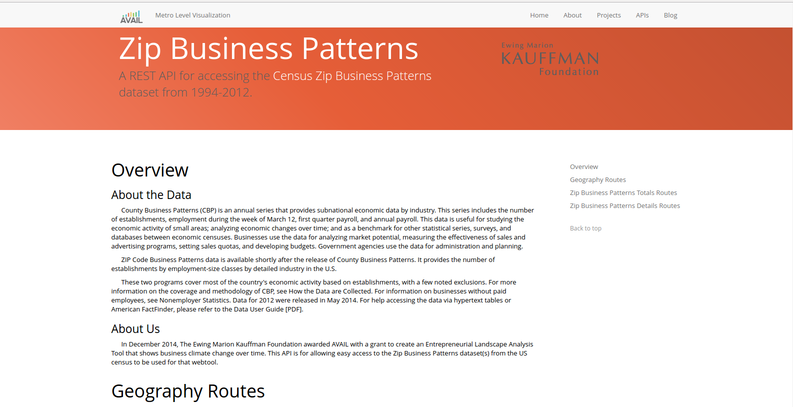 AVAIL
Metro Level Visualization
Home
About
Projects
APIs
Blog
Zip Business Patterns
A REST API for accessing the Census Zip Business Patterns
dataset from 1994-2012.
Ewing Marion
KAUFFMAN
Foundation
Overview
About the Data
County Business Patterns (CBP) is an annual series that provides subnational economic data by industry. This series includes the number
of establishments, employment during the week of March 12, first quarter payroll, and annual payroll. This data is useful for studying the
economic activity of small areas; analyzing economic changes over time; and as a benchmark for other statistical series, surveys, and
databases between economic censuses. Businesses use the data for analyzing market potential, measuring the effectiveness of sales and
advertising programs, setting sales quotas, and developing budgets. Government agencies use the data for administration and planning.
ZIP Code Business Patterns data is available shortly after the release of County Business Patterns. It provides the number of
establishments by employment-size classes by detailed industry in the U.S.
These two programs cover most of the country's economic activity based on establishments, with a few noted exclusions. For more
information on the coverage and methodology of CBP, see How the Data are Collected. For information on businesses without paid
employees, see Nonemployer Statistics. Data for 2012 were released in May 2014. For help accessing the data via hypertext tables or
American FactFinder, please refer to the Data User Guide [PDF].
About Us
In December 2014, The Ewing Marion Kauffman Foundation awarded AVAIL with a grant to create an Entrepreneurial Landscape Analysis
Tool that shows business climate change over time. This API is for allowing easy access to the Zip Business Patterns dataset(s) from the US
census to be used for that webtool.
Geography Routes
Overview
Geography Routes
Zip Business Patterns Totals Routes
Zip Business Patterns Details Routes
Back to top